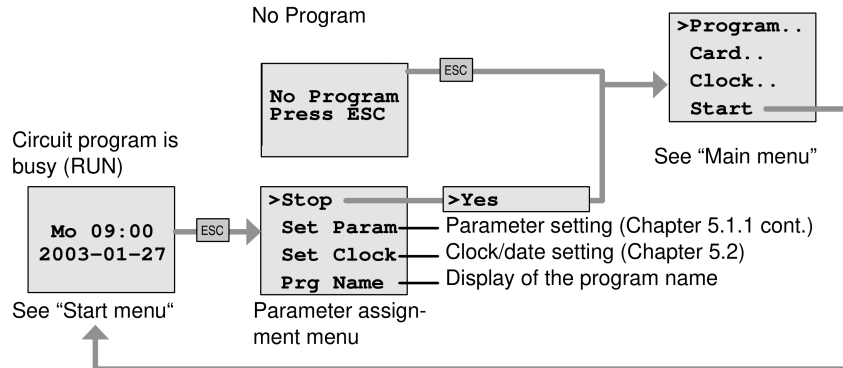 No Program
>Program..
Card..
Clock..
Start
ESC
No Program
Press ESC
See “Main menu”
Circuit program is
busy (RUN)
Mo 09:00
2003–01–27
ESC
>Stop
>Yes
Set Param
Parameter setting (Chapter 5.1.1 cont.)
Set Clock
Clock/date setting (Chapter 5.2)
Prg Name
Display of the program name
See “Start menu“
Parameter assign-
ment menu